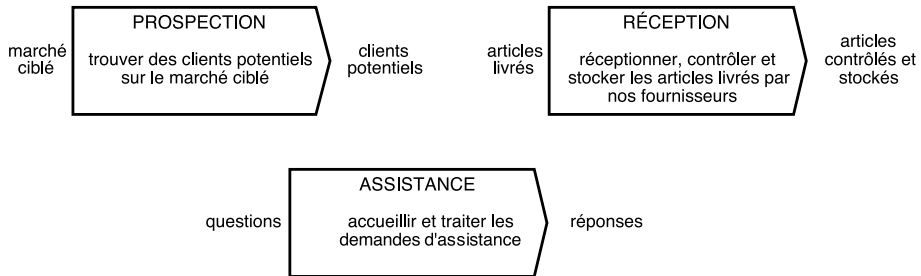 PROSPECTION
marché
ciblé
trouver des clients potentiels
sur le marché ciblé
clients
potentiels
RÉCEPTION
articles
livrés
réceptionner, contrôler et
stocker les articles livrés par
nos fournisseurs
articles
contrôlés et
stockés
ASSISTANCE
questions
accueillir et traiter les
demandes d'assistance
réponses